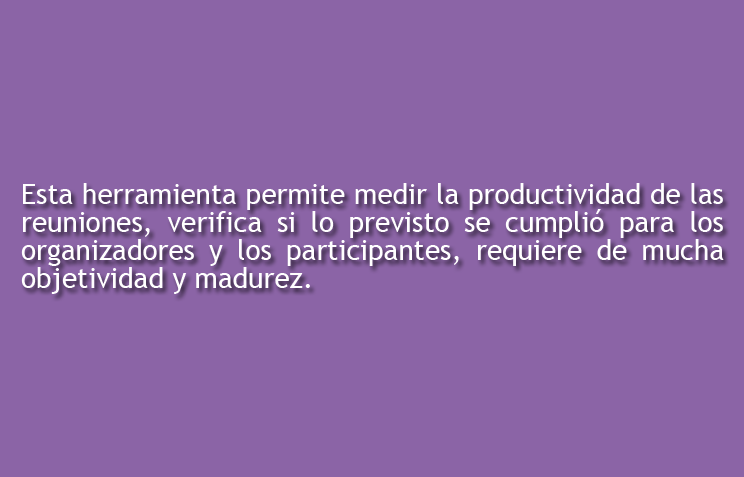 Esta herramienta permite medir la productividad de las
reuniones, verifica si lo previsto se cumplió para los
organizadores y los participantes, requiere de mucha
objetividad y madurez.